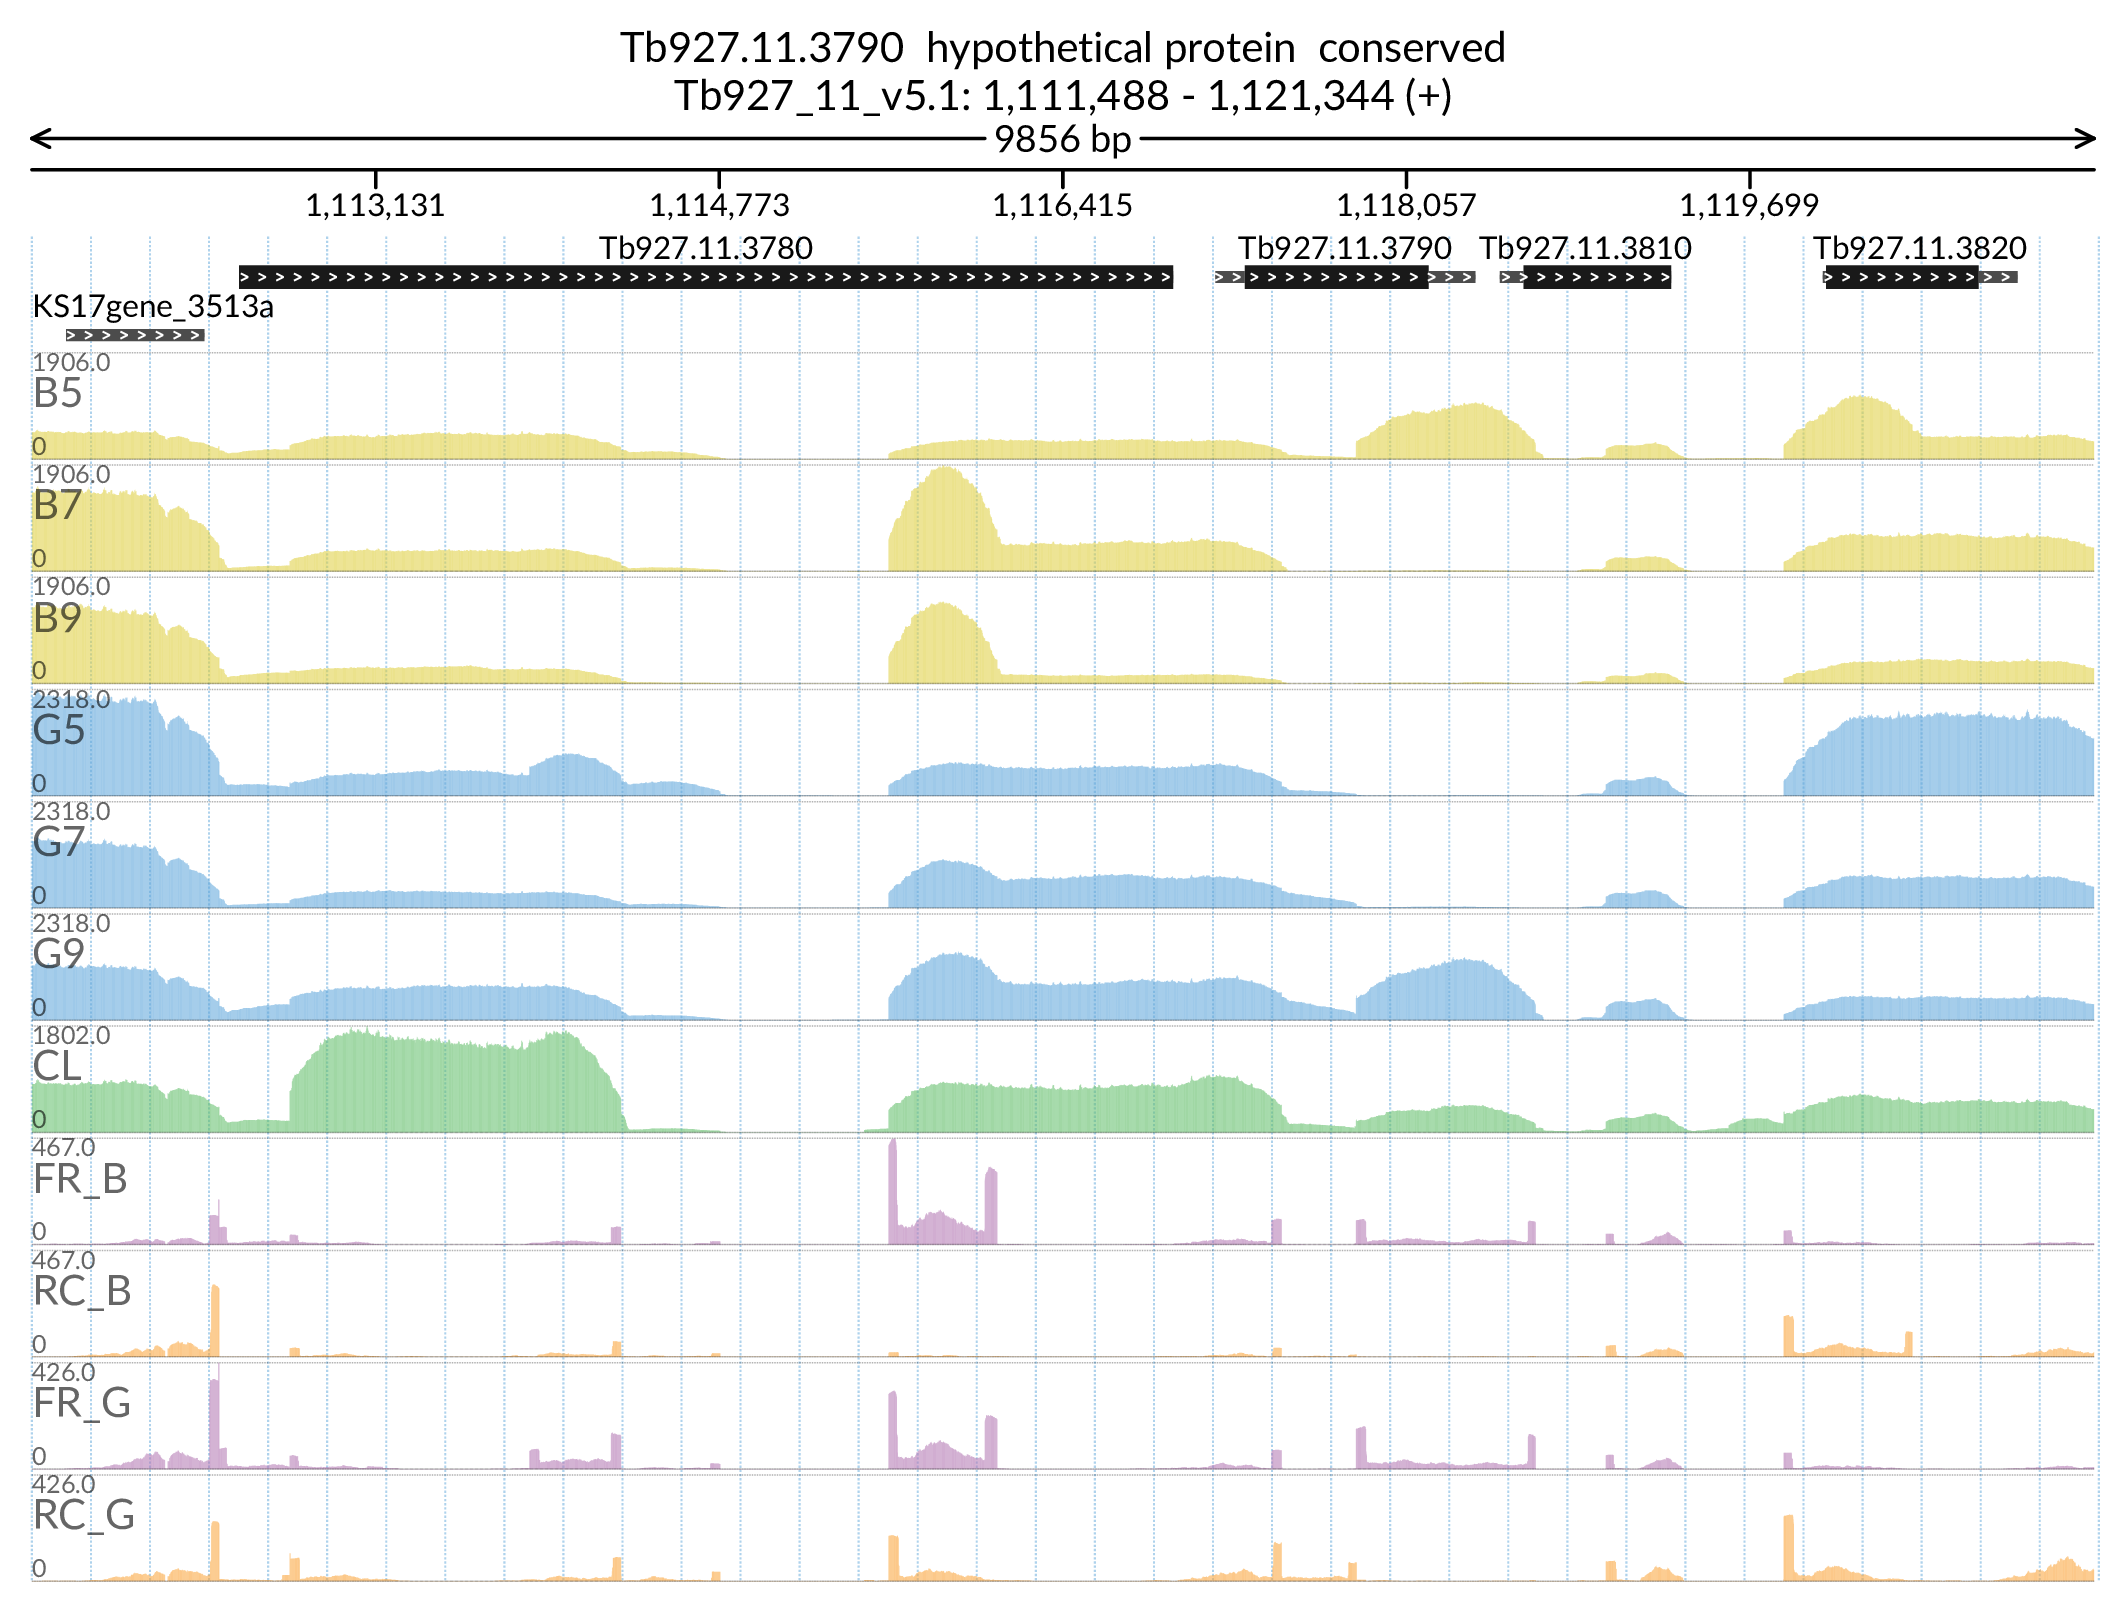 Tb927.11.3790  hypothetical protein  conserved
Tb927_11_v5.1: 1,111,488 - 1,121,344 (+)
9856 bp
1,113,131 1,114,773 1,116,415 1,118,057 1,119,699
Tb927.11.3780 Tb927.11.3790 Tb927.11.3810 Tb927.11.3820
KS17gene_3513a
1906.0
B5
0
1906.0
B7
0
1906.0
B9
0
2318.0
G5
0
2318.0
G7
0
2318.0
G9
0
1802.0
CL
0
467.0
FR_B
0
467.0
RC_B
0
426.0
FR_G
0
426.0
RC_G
0